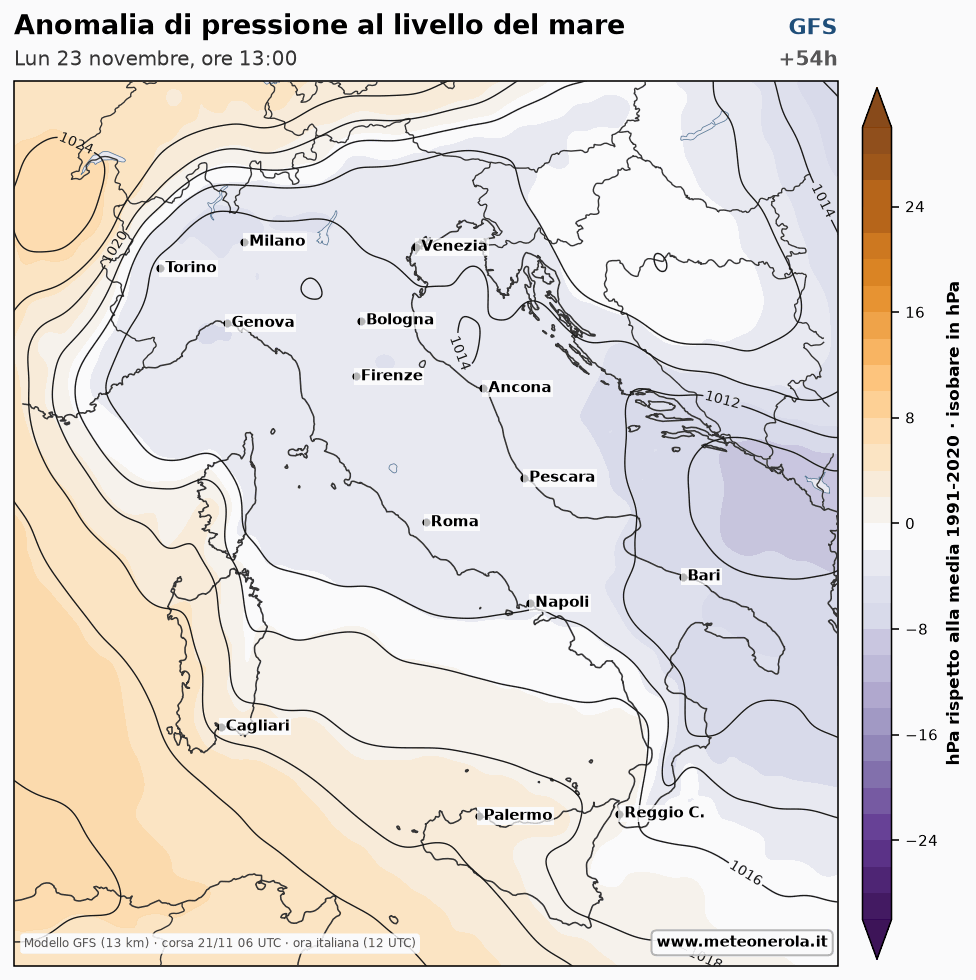 Anomalia di pressione al livello del mare
GFS
Lun 23 novembre, ore 13:00
+54h
1024
1020
1014
Milano
Venezia
Torino
Genova
Bologna
1014
Firenze
Ancona
1012
Pescara
Roma
Bari
Napoli
Cagliari
Palermo
Reggio C.
1016
1018
Modello GFS (13 km) · corsa 21/11 06 UTC · ora italiana (12 UTC)
www.meteonerola.it
24
16
8
0
−8
−16
−24
hPa rispetto alla media 1991-2020 · isobare in hPa